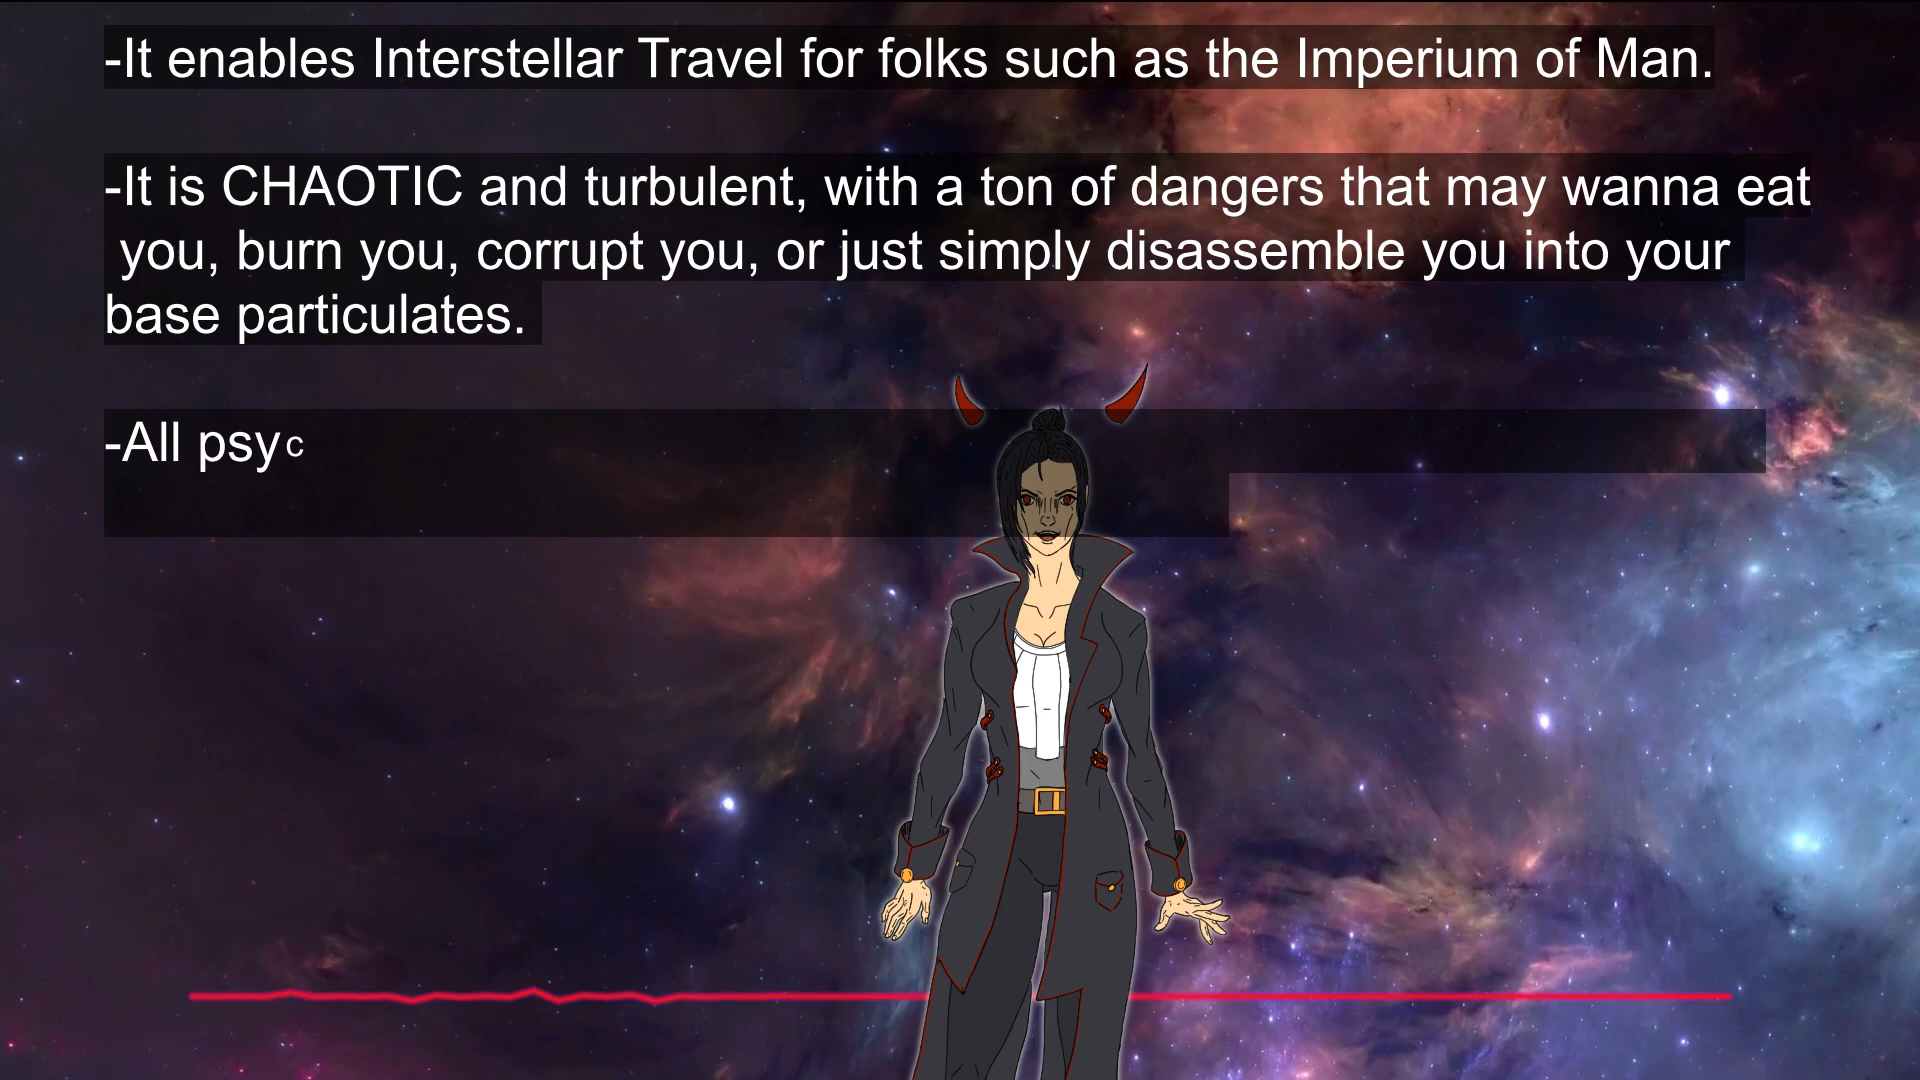 -It enables Interstellar Travel for folks such as the Imperium of Man.
-It is CHAOTIC and turbulent, with a ton of dangers that may wanna eat
you, burn you, corrupt you, or just simply disassemble you into your
base particulates.
-All psyc